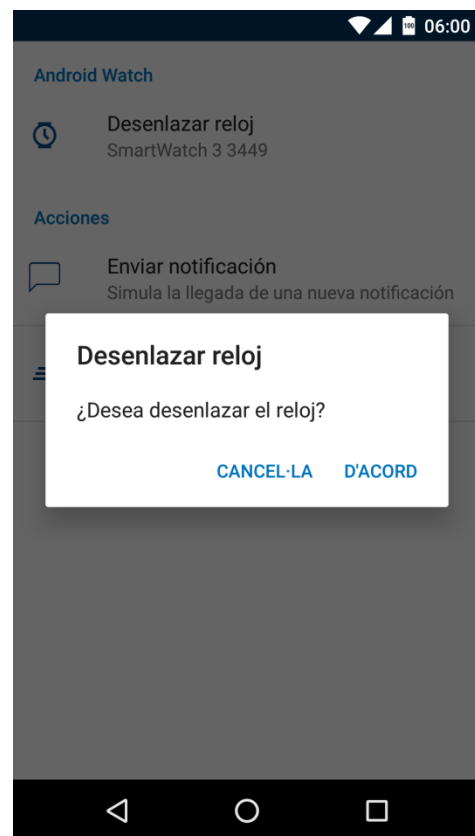 100 06:00
Android Watch
Desenlazar reloj
SmartWatch 3 3449
Acciones
Enviar notificación
Simula la llegada de una nueva notificación
Desenlazar reloj
¿Desea desenlazar el reloj?
CANCEL·LA D'ACORD